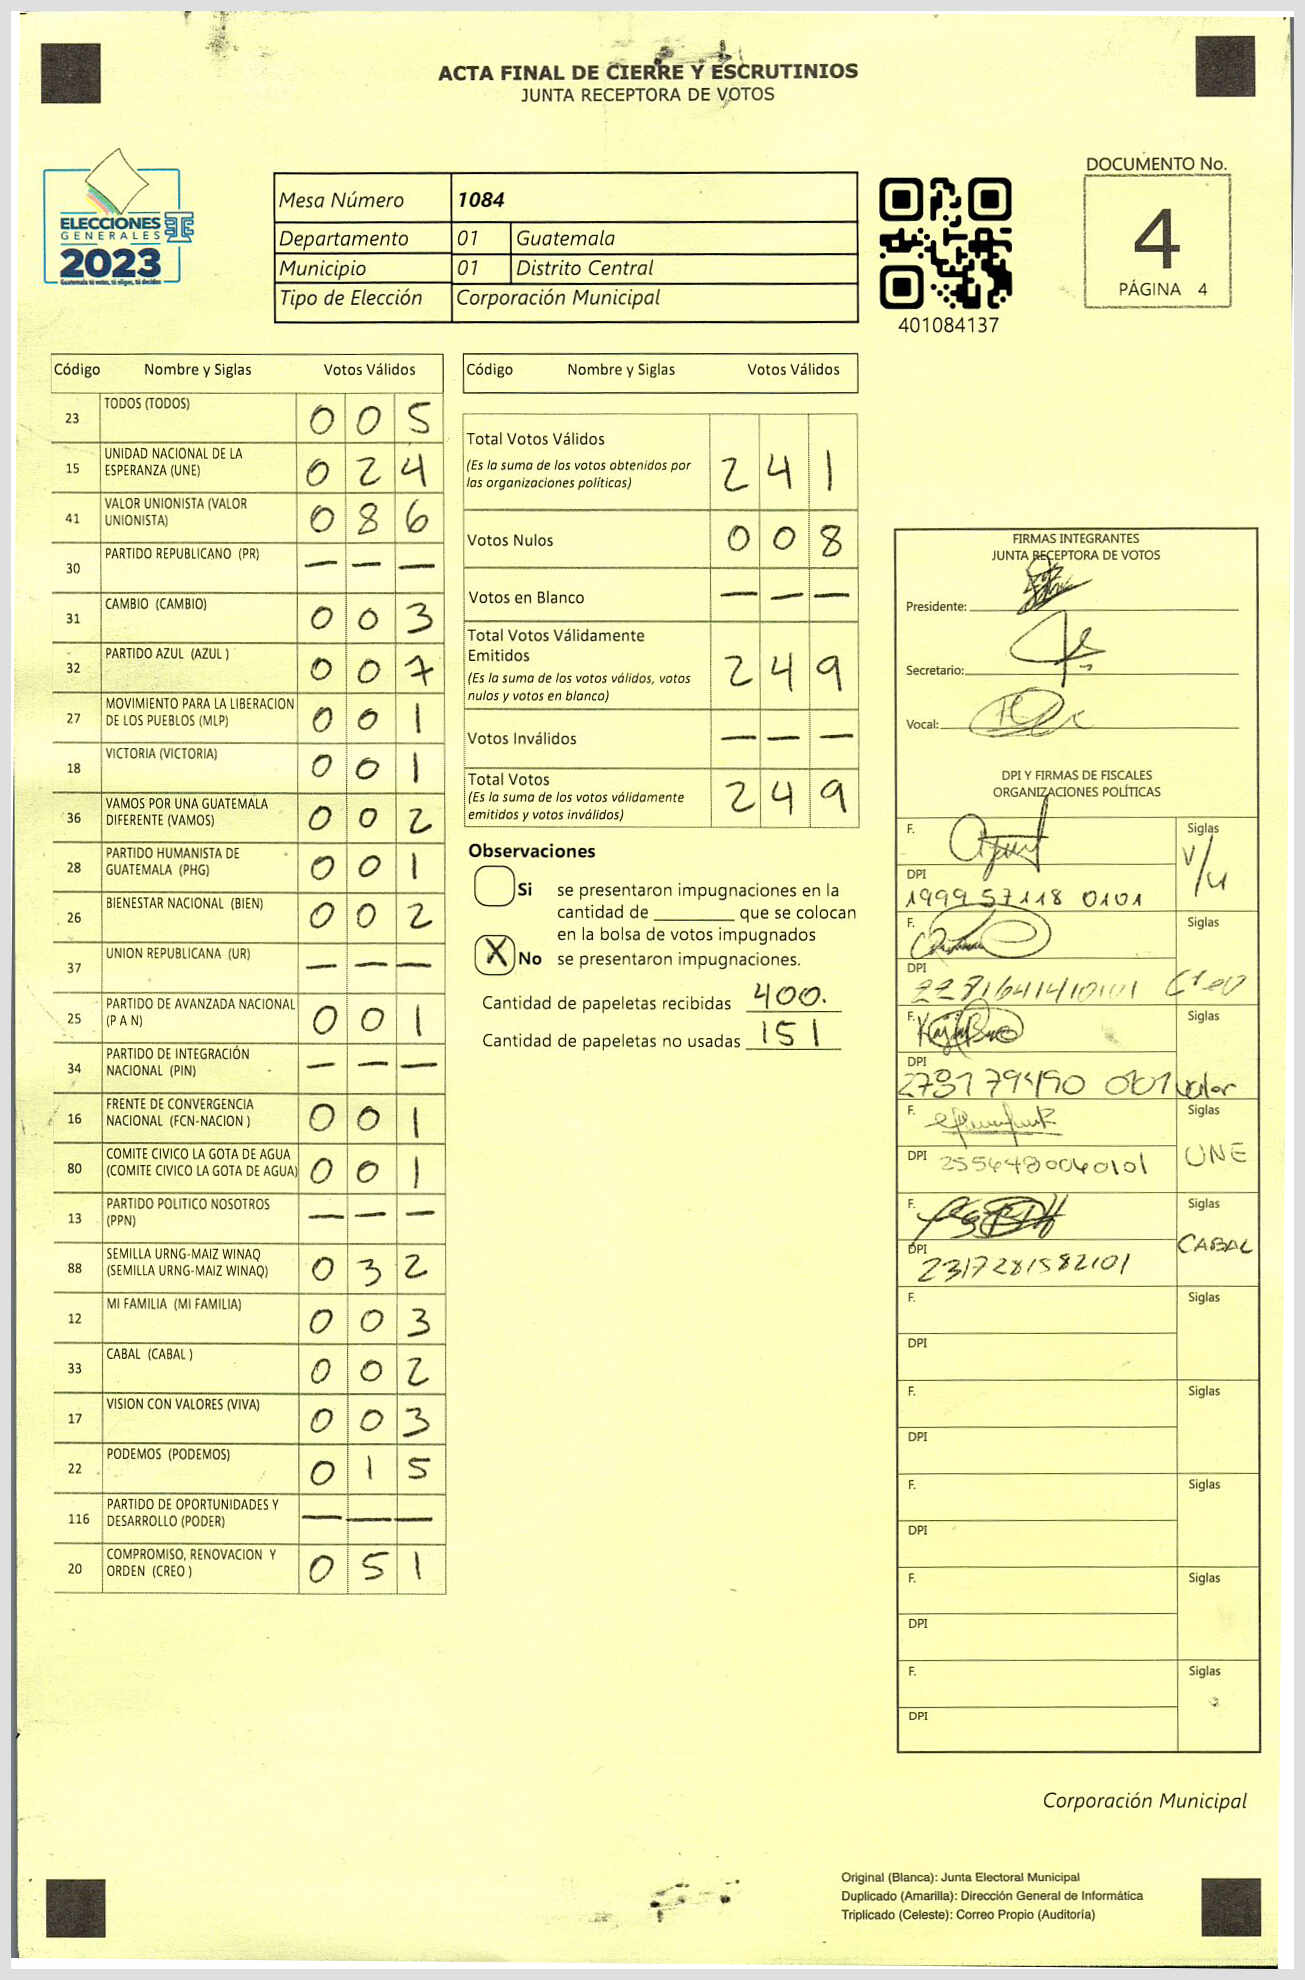 ACTA FINAL DE CIERRE Y ESCRUTINIOS
JUNTA RECEPTORA DE VOTOS
ELECCIONES
GENERALES
2023
Guatemala tú votas, tú eliges, tú decides
Mesa Número 1084
Departamento 01 Guatemala
Municipio 01 Distrito Central
Tipo de Elección Corporación Municipal
401084137
DOCUMENTO No.
4
PÁGINA 4
Código Nombre y Siglas Votos Válidos
23 TODOS (TODOS) 0 0 5
15 UNIDAD NACIONAL DE LA
ESPERANZA (UNE) 0 2 4
41 VALOR UNIONISTA (VALOR
UNIONISTA) 0 8 6
30 PARTIDO REPUBLICANO (PR) — — —
31 CAMBIO (CAMBIO) 0 0 3
32 PARTIDO AZUL (AZUL ) 0 0 7
27 MOVIMIENTO PARA LA LIBERACION
DE LOS PUEBLOS (MLP) 0 0 1
18 VICTORIA (VICTORIA) 0 0 1
36 VAMOS POR UNA GUATEMALA
DIFERENTE (VAMOS) 0 0 2
28 PARTIDO HUMANISTA DE
GUATEMALA (PHG) 0 0 1
26 BIENESTAR NACIONAL (BIEN) 0 0 2
37 UNION REPUBLICANA (UR) — — —
25 PARTIDO DE AVANZADA NACIONAL
(P A N) 0 0 1
34 PARTIDO DE INTEGRACIÓN
NACIONAL (PIN) — — —
16 FRENTE DE CONVERGENCIA
NACIONAL (FCN-NACION ) 0 0 1
80 COMITE CIVICO LA GOTA DE AGUA
(COMITE CIVICO LA GOTA DE AGUA) 0 0 1
13 PARTIDO POLITICO NOSOTROS
(PPN) — — —
88 SEMILLA URNG-MAIZ WINAQ
(SEMILLA URNG-MAIZ WINAQ) 0 3 2
12 MI FAMILIA (MI FAMILIA) 0 0 3
33 CABAL (CABAL ) 0 0 2
17 VISION CON VALORES (VIVA) 0 0 3
22 PODEMOS (PODEMOS) 0 1 5
116 PARTIDO DE OPORTUNIDADES Y
DESARROLLO (PODER) — — —
20 COMPROMISO, RENOVACION Y
ORDEN (CREO ) 0 5 1
Código Nombre y Siglas Votos Válidos
Total Votos Válidos 2 4 1
(Es la suma de los votos obtenidos por
las organizaciones políticas)
Votos Nulos 0 0 8
Votos en Blanco — — —
Total Votos Válidamente
Emitidos 2 4 9
(Es la suma de los votos válidos, votos
nulos y votos en blanco)
Votos Inválidos — — —
Total Votos 2 4 9
(Es la suma de los votos válidamente
emitidos y votos inválidos)
Observaciones
Si se presentaron impugnaciones en la
cantidad de ________ que se colocan
en la bolsa de votos impugnados
X No se presentaron impugnaciones.
Cantidad de papeletas recibidas 400.
Cantidad de papeletas no usadas 151
FIRMAS INTEGRANTES
JUNTA RECEPTORA DE VOTOS
Presidente:
Secretario:
Vocal:
DPI Y FIRMAS DE FISCALES
ORGANIZACIONES POLÍTICAS
F. Siglas
V/U
DPI
1999 57118 0101
F. Siglas
DPI
F. Siglas
DPI
Valor
F. Siglas
UNE
DPI 2556480060101
F. Siglas
CABAL
DPI
2317281582101
F. Siglas
DPI
F. Siglas
DPI
F. Siglas
DPI
F. Siglas
DPI
F. Siglas
DPI
Corporación Municipal
Original (Blanca): Junta Electoral Municipal
Duplicado (Amarilla): Dirección General de Informática
Triplicado (Celeste): Correo Propio (Auditoría)